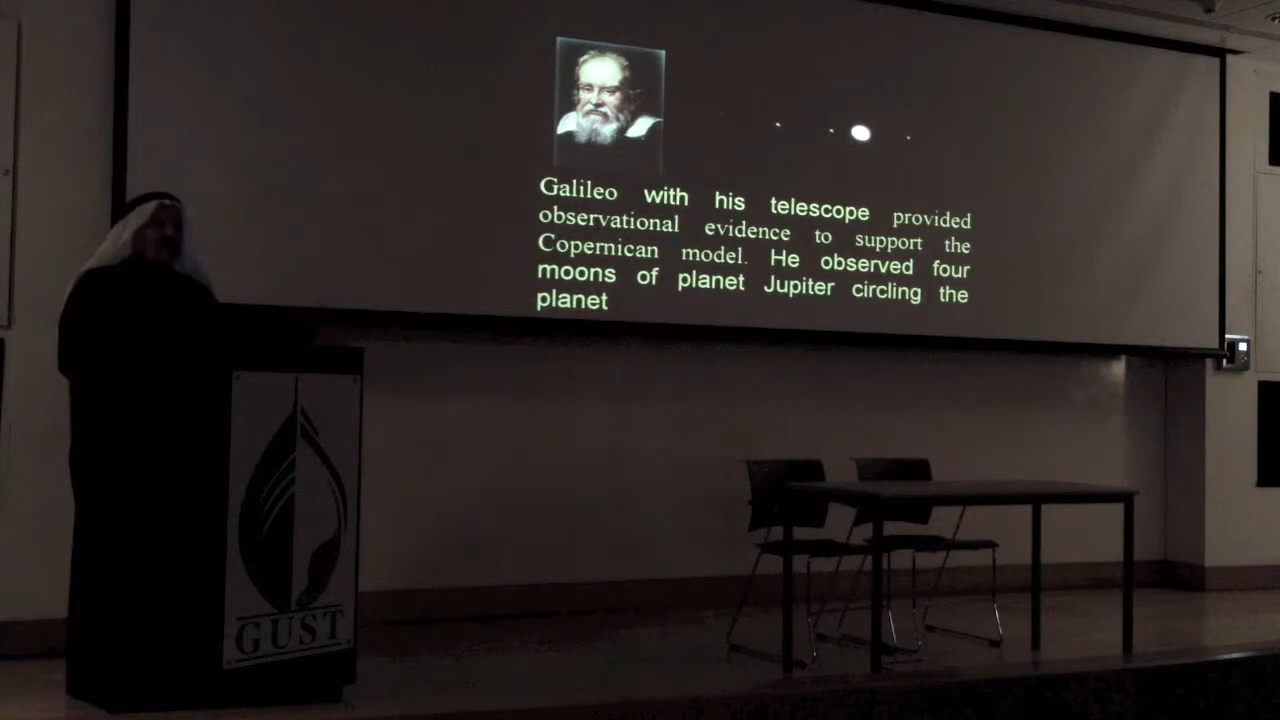 Galileo with his telescope provided
observational evidence to support the
Copernican model. He observed four
moons of planet Jupiter circling the
planet
GUST